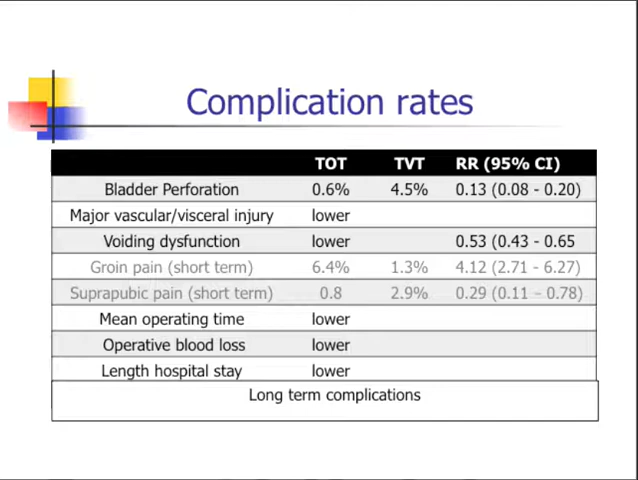 Complication rates
TOT TVT RR (95% CI)
Bladder Perforation 0.6% 4.5% 0.13 (0.08 - 0.20)
Major vascular/visceral injury lower
Voiding dysfunction lower 0.53 (0.43 - 0.65
Groin pain (short term) 6.4% 1.3% 4.12 (2.71 - 6.27)
Suprapubic pain (short term) 0.8 2.9% 0.29 (0.11 - 0.78)
Mean operating time lower
Operative blood loss lower
Length hospital stay lower
Long term complications